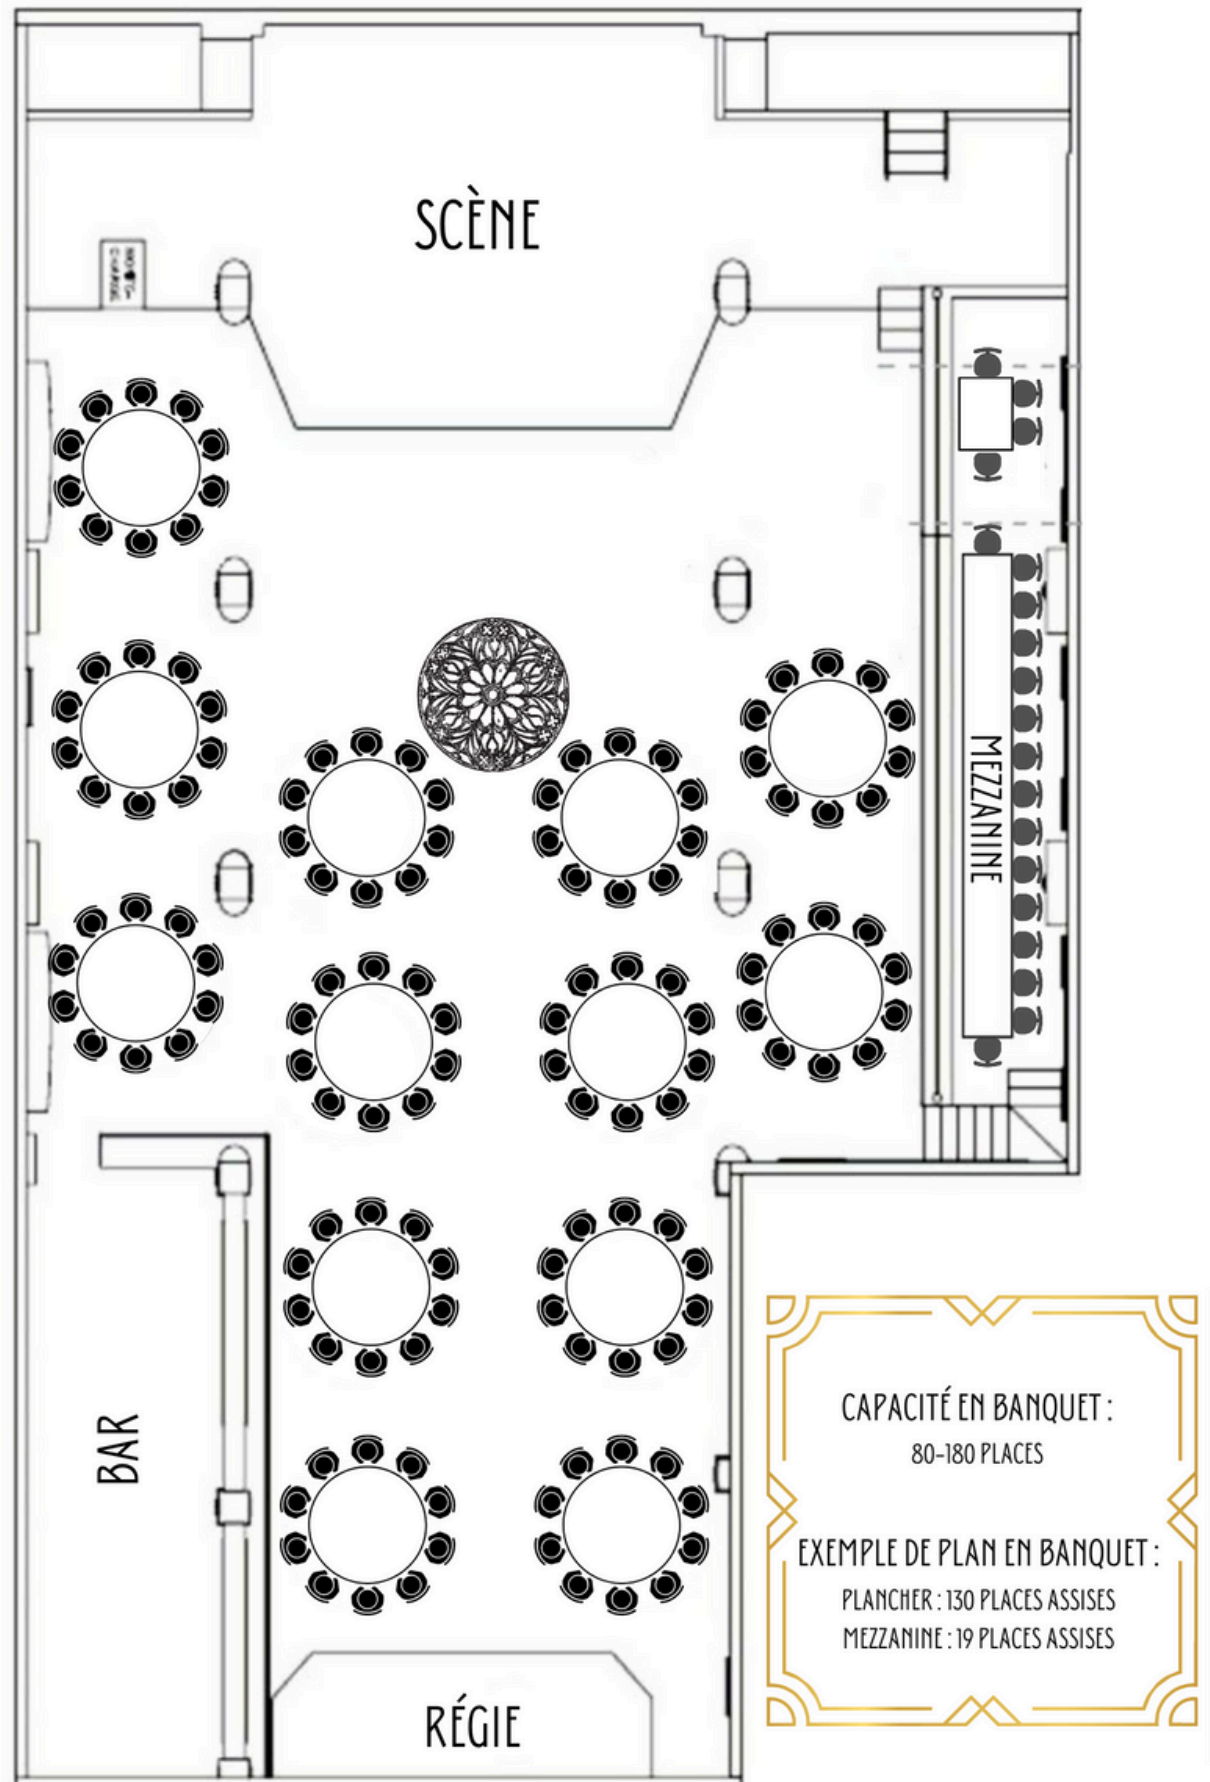 SCÈNE
MEZZANINE
BAR
CAPACITÉ EN BANQUET :
80-180 PLACES
EXEMPLE DE PLAN EN BANQUET :
PLANCHER : 130 PLACES ASSISES
MEZZANINE : 19 PLACES ASSISES
RÉGIE